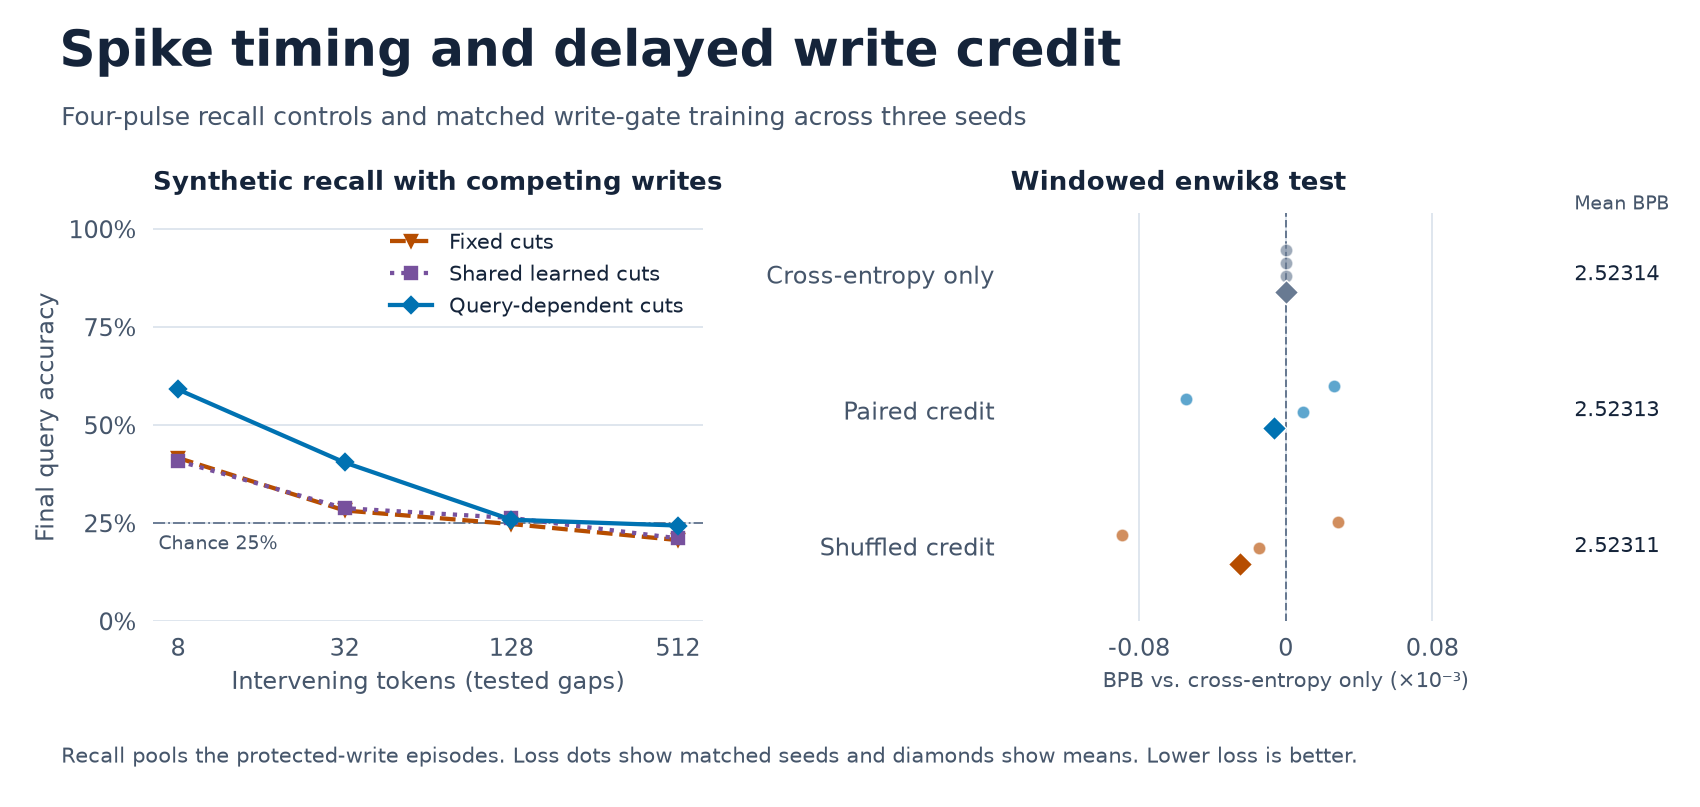 Spike timing and delayed write credit
Four-pulse recall controls and matched write-gate training across three seeds
Synthetic recall with competing writes
100%
75%
50%
25%
0%
Final query accuracy
Fixed cuts
Shared learned cuts
Query-dependent cuts
Chance 25%
8
32
128
512
Intervening tokens (tested gaps)
Windowed enwik8 test
Mean BPB
Cross-entropy only
2.52314
Paired credit
2.52313
Shuffled credit
2.52311
-0.08
0
0.08
BPB vs. cross-entropy only (×10⁻³)
Recall pools the protected-write episodes. Loss dots show matched seeds and diamonds show means. Lower loss is better.